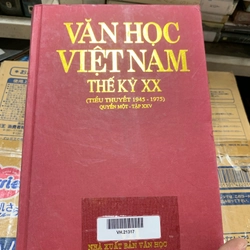 VĂN HỌC
VIỆT NAM
THẾ KỶ XX
(TIỂU THUYẾT 1945 - 1975)
QUYỂN MỘT - TẬP XXV
VH.21017
NHÀ XUẤT BẢN VĂN HỌC